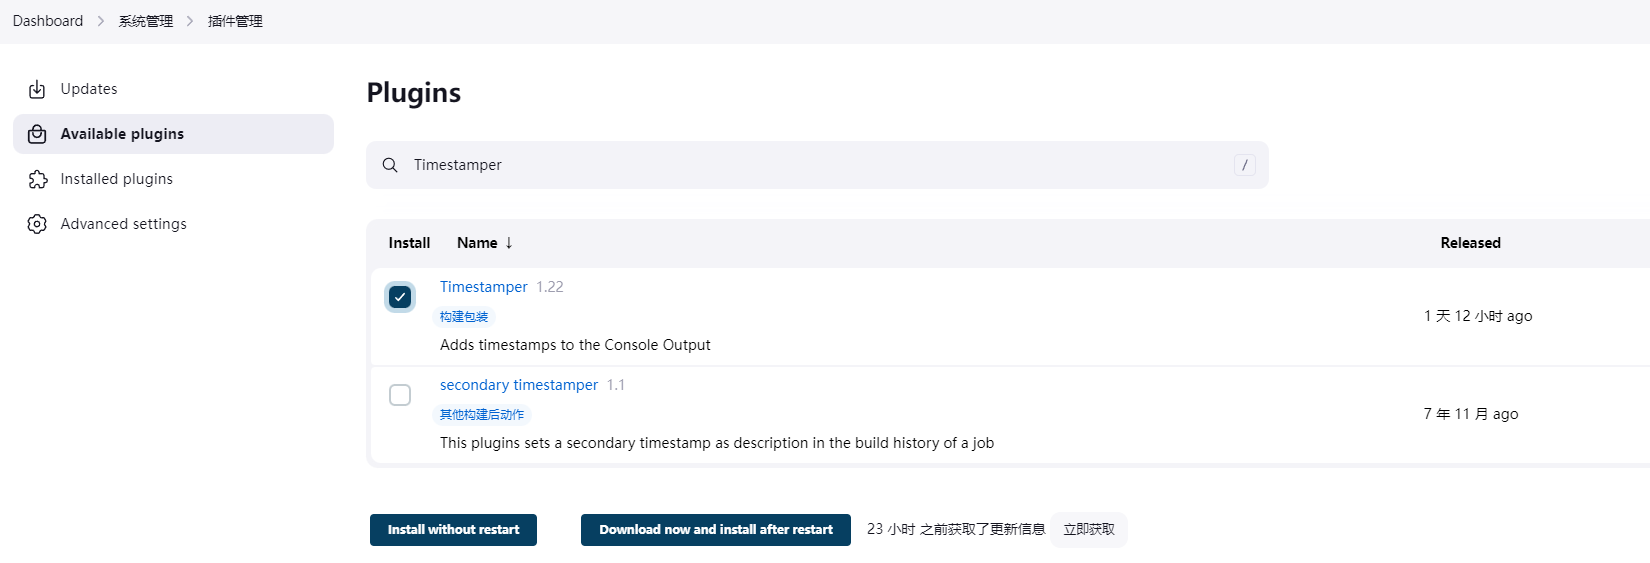 Dashboard > 系统管理 > 插件管理
Updates
Available plugins
Installed plugins
Advanced settings
Plugins
Timestamper /
Install Name ↓ Released
Timestamper 1.22
构建包装
Adds timestamps to the Console Output
1 天 12 小时 ago
secondary timestamper 1.1
其他构建后动作
This plugins sets a secondary timestamp as description in the build history of a job
7 年 11 月 ago
Install without restart Download now and install after restart 23 小时 之前获取了更新信息 立即获取